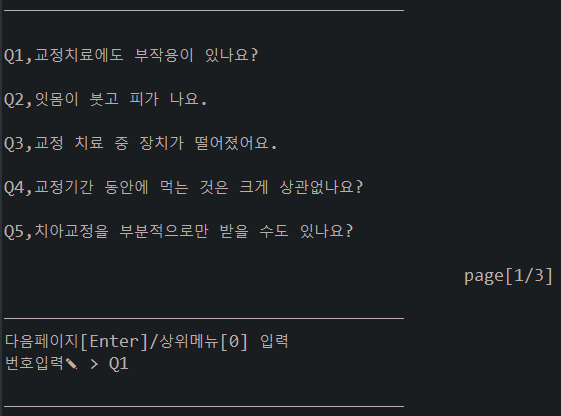 Q1,교정치료에도 부작용이 있나요?
Q2,잇몸이 붓고 피가 나요.
Q3,교정 치료 중 장치가 떨어졌어요.
Q4,교정기간 동안에 먹는 것은 크게 상관없나요?
Q5,치아교정을 부분적으로만 받을 수도 있나요?
page[1/3]
다음페이지[Enter]/상위메뉴[0] 입력
번호입력✎ > Q1